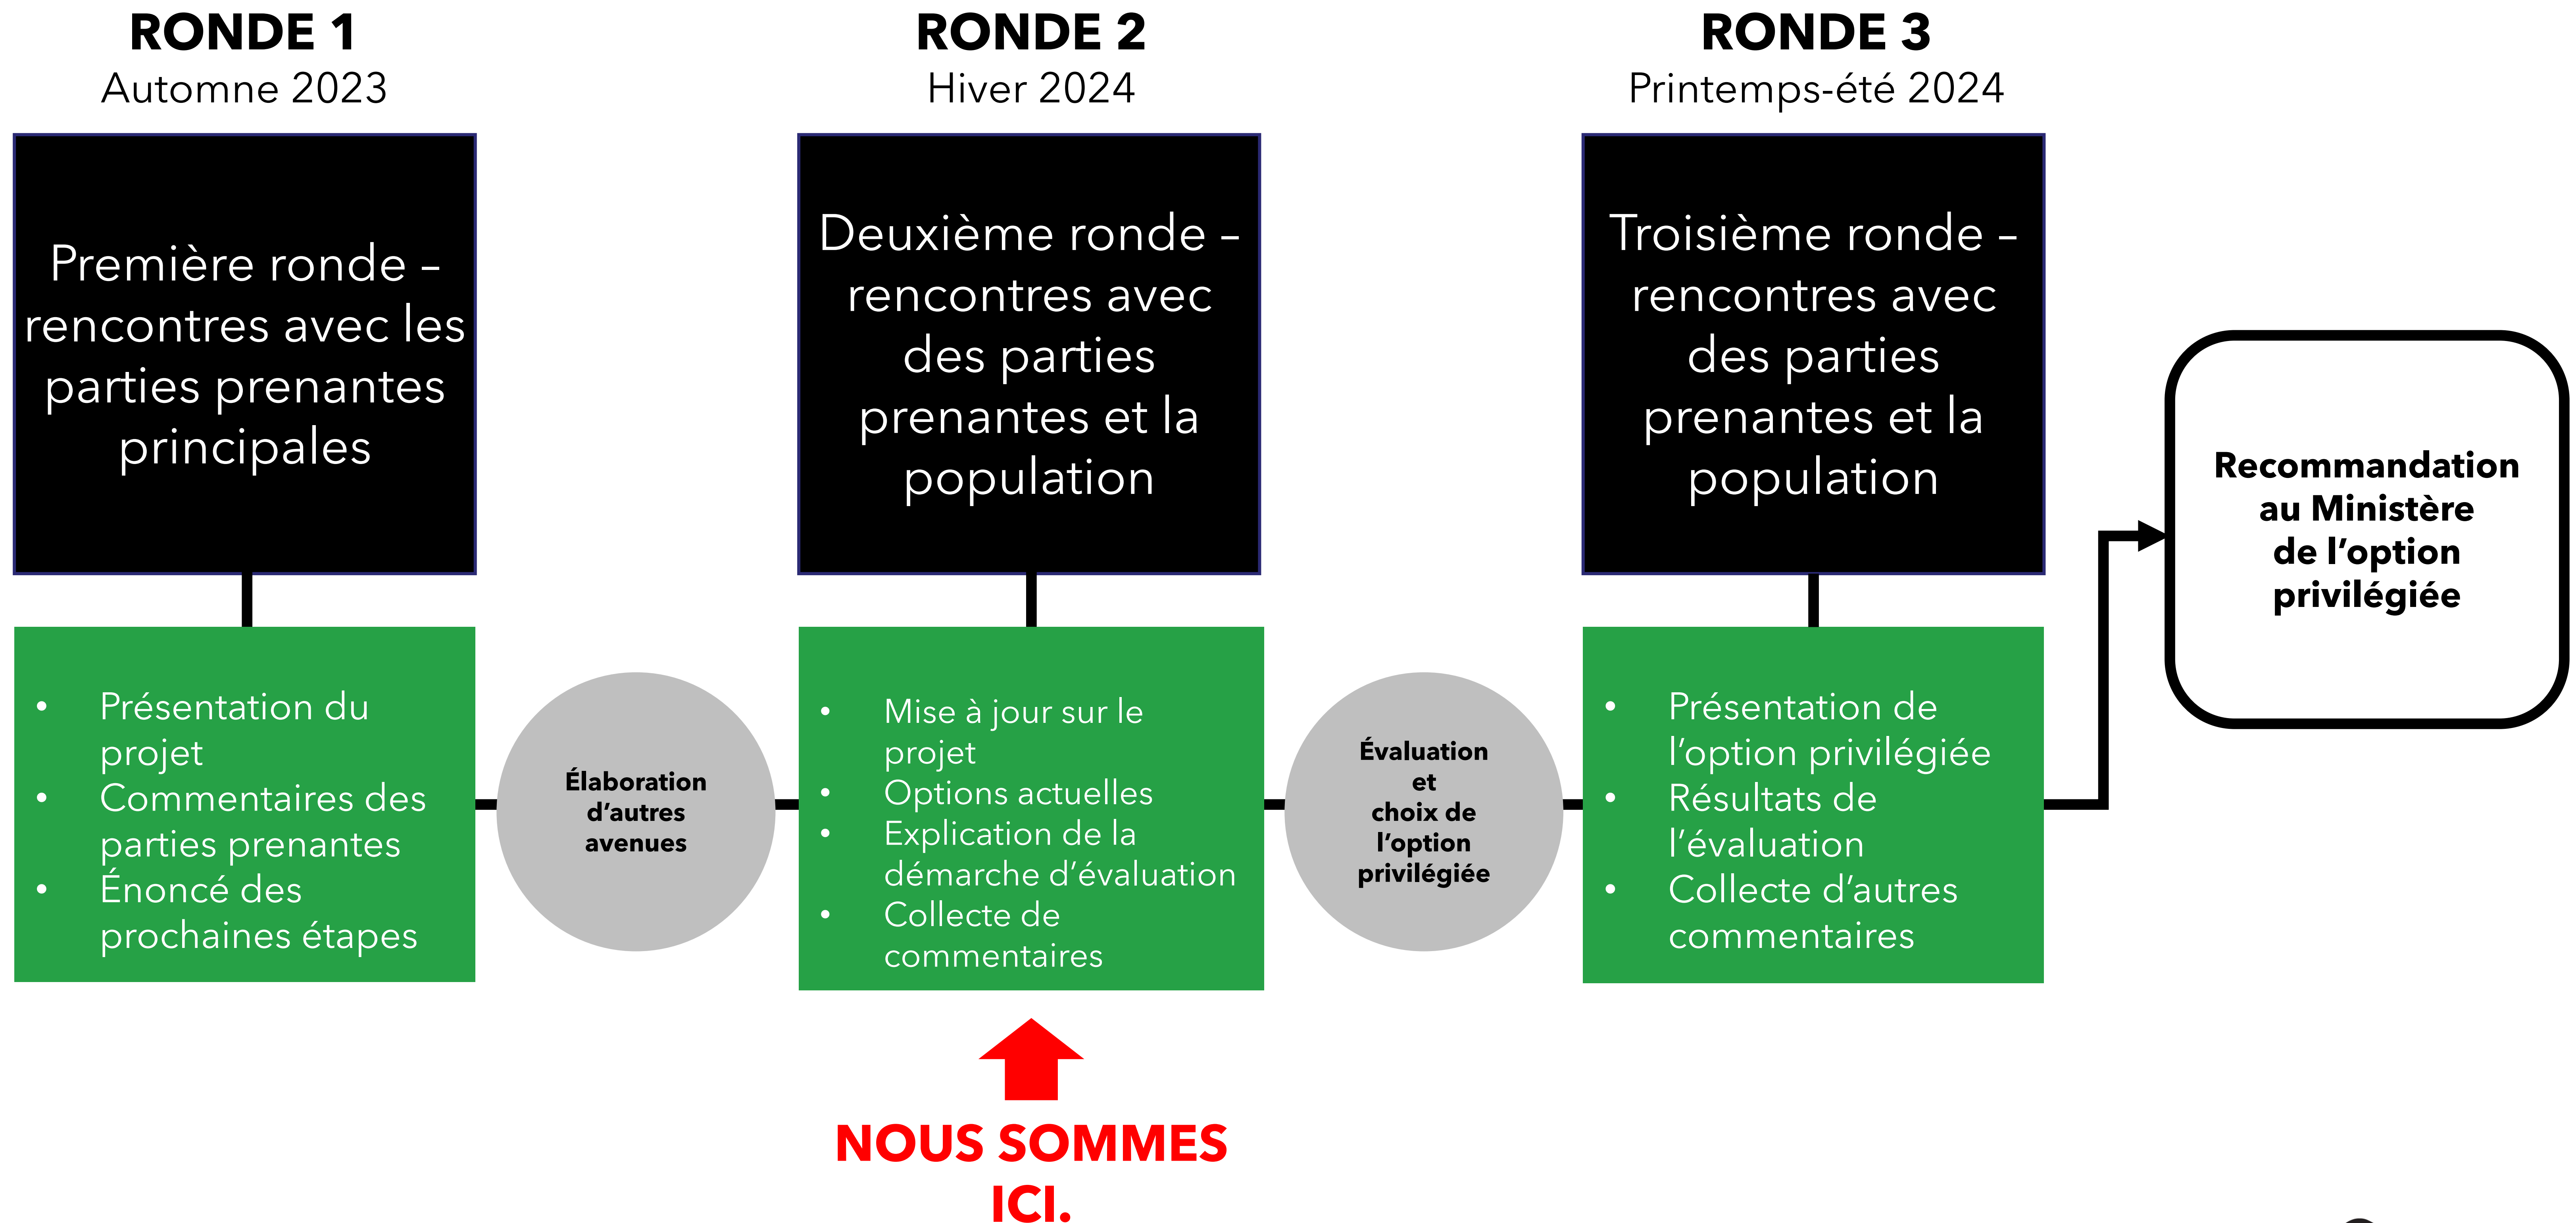 RONDE 1
Automne 2023
Première ronde –
rencontres avec les
parties prenantes
principales
• Présentation du
projet
• Commentaires des
parties prenantes
• Énoncé des
prochaines étapes
Élaboration
d’autres
avenues
RONDE 2
Hiver 2024
Deuxième ronde –
rencontres avec
des parties
prenantes et la
population
• Mise à jour sur le
projet
• Options actuelles
• Explication de la
démarche d’évaluation
• Collecte de
commentaires
NOUS SOMMES
ICI.
Évaluation
et
choix de
l’option
privilégiée
RONDE 3
Printemps-été 2024
Troisième ronde –
rencontres avec
des parties
prenantes et la
population
• Présentation de
l’option privilégiée
• Résultats de
l’évaluation
• Collecte d’autres
commentaires
Recommandation
au Ministère
de l’option
privilégiée